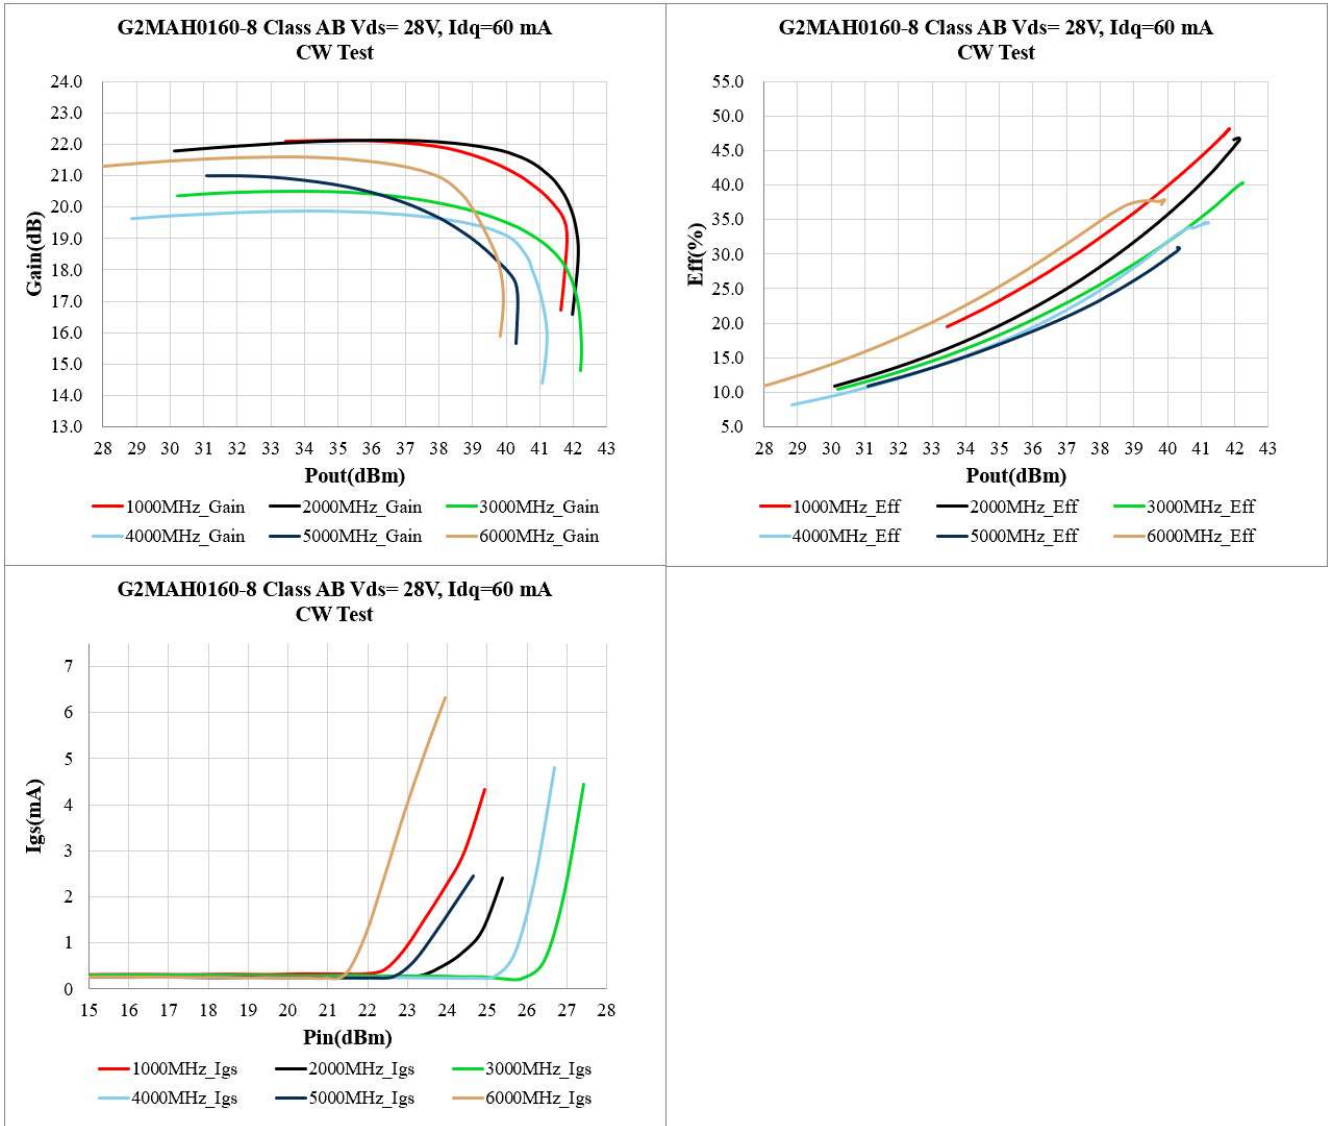 G2MAH0160-8 Class AB Vds= 28V, Idq=60 mA
CW Test
24.0
23.0
22.0
21.0
20.0
19.0
18.0
17.0
16.0
15.0
14.0
13.0
Gain(dB)
28 29 30 31 32 33 34 35 36 37 38 39 40 41 42 43
Pout(dBm)
1000MHz_Gain 2000MHz_Gain 3000MHz_Gain
4000MHz_Gain 5000MHz_Gain 6000MHz_Gain
G2MAH0160-8 Class AB Vds= 28V, Idq=60 mA
CW Test
55.0
50.0
45.0
40.0
35.0
30.0
25.0
20.0
15.0
10.0
5.0
Eff(%)
28 29 30 31 32 33 34 35 36 37 38 39 40 41 42 43
Pout(dBm)
1000MHz_Eff 2000MHz_Eff 3000MHz_Eff
4000MHz_Eff 5000MHz_Eff 6000MHz_Eff
G2MAH0160-8 Class AB Vds= 28V, Idq=60 mA
CW Test
7
6
5
4
3
2
1
0
Igs(mA)
15 16 17 18 19 20 21 22 23 24 25 26 27 28
Pin(dBm)
1000MHz_Igs 2000MHz_Igs 3000MHz_Igs
4000MHz_Igs 5000MHz_Igs 6000MHz_Igs